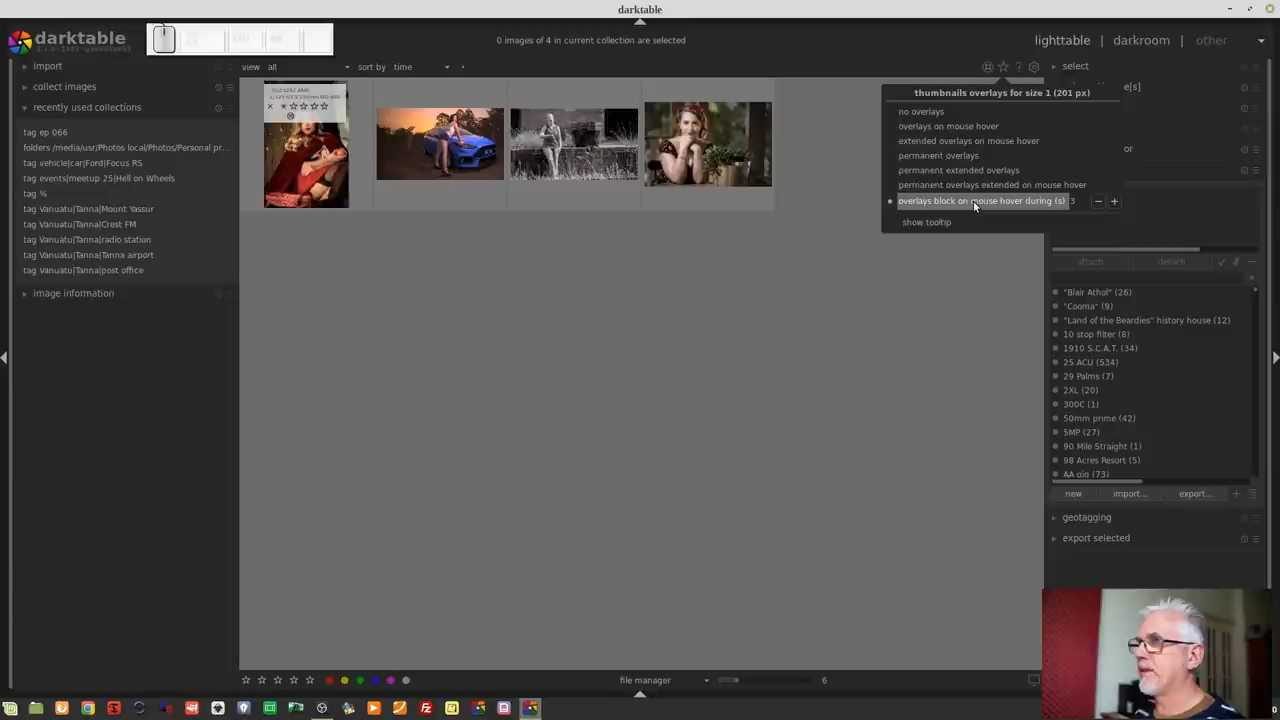 darktable
darktable
0 images of 4 in current collection are selected
lighttable | darkroom | other
import
collect images
recently used collections
tag ep 066
folders /media/usr/Photos local/Photos/Personal pr...
tag vehicle|car|Ford|Focus RS
tag events|meetup 25|Hell on Wheels
tag %
tag Vanuatu|Tanna|Mount Yassur
tag Vanuatu|Tanna|Crest FM
tag Vanuatu|Tanna|radio station
tag Vanuatu|Tanna|Tanna airport
tag Vanuatu|Tanna|post office
image information
view all sort by time
thumbnails overlays for size 1 (201 px)
no overlays
overlays on mouse hover
extended overlays on mouse hover
permanent overlays
permanent extended overlays
permanent overlays extended on mouse hover
overlays block on mouse hover during (s) 3
show tooltip
select
e[s]
or
attach detach
"Blair Athol" (26)
"Cooma" (9)
"Land of the Beardies" history house (12)
10 stop filter (8)
1910 S.C.A.T. (34)
25 ACU (534)
29 Palms (7)
2XL (20)
300C (1)
50mm prime (42)
5MP (27)
90 Mile Straight (1)
98 Acres Resort (5)
AA gig (73)
new import... export...
geotagging
export selected
file manager 6